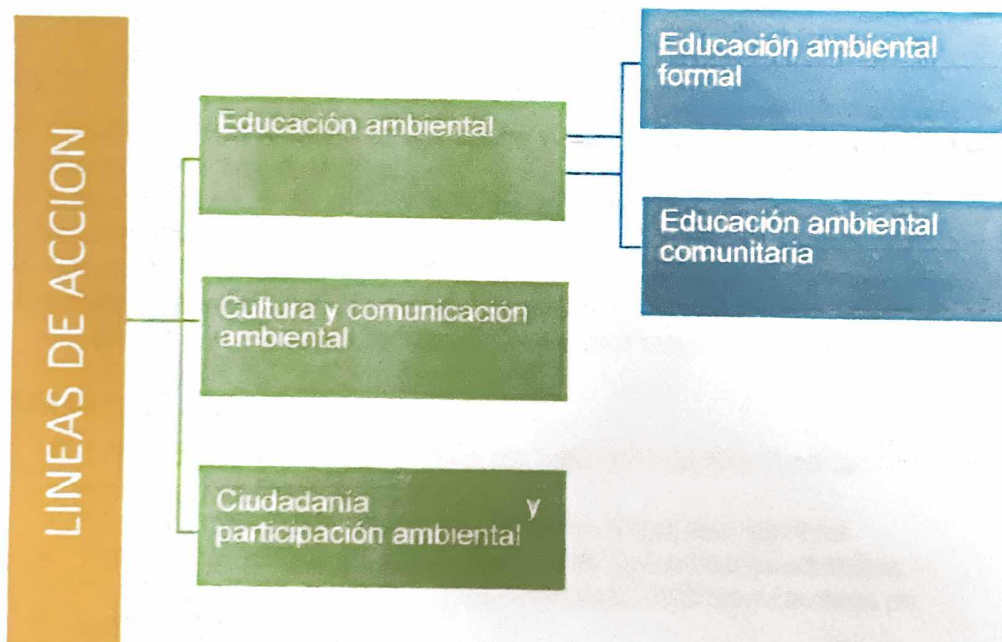 LINEAS DE ACCION
Educación ambiental
Cultura y comunicación
ambiental
Ciudadanía y
participación ambiental
Educación ambiental
formal
Educación ambiental
comunitaria